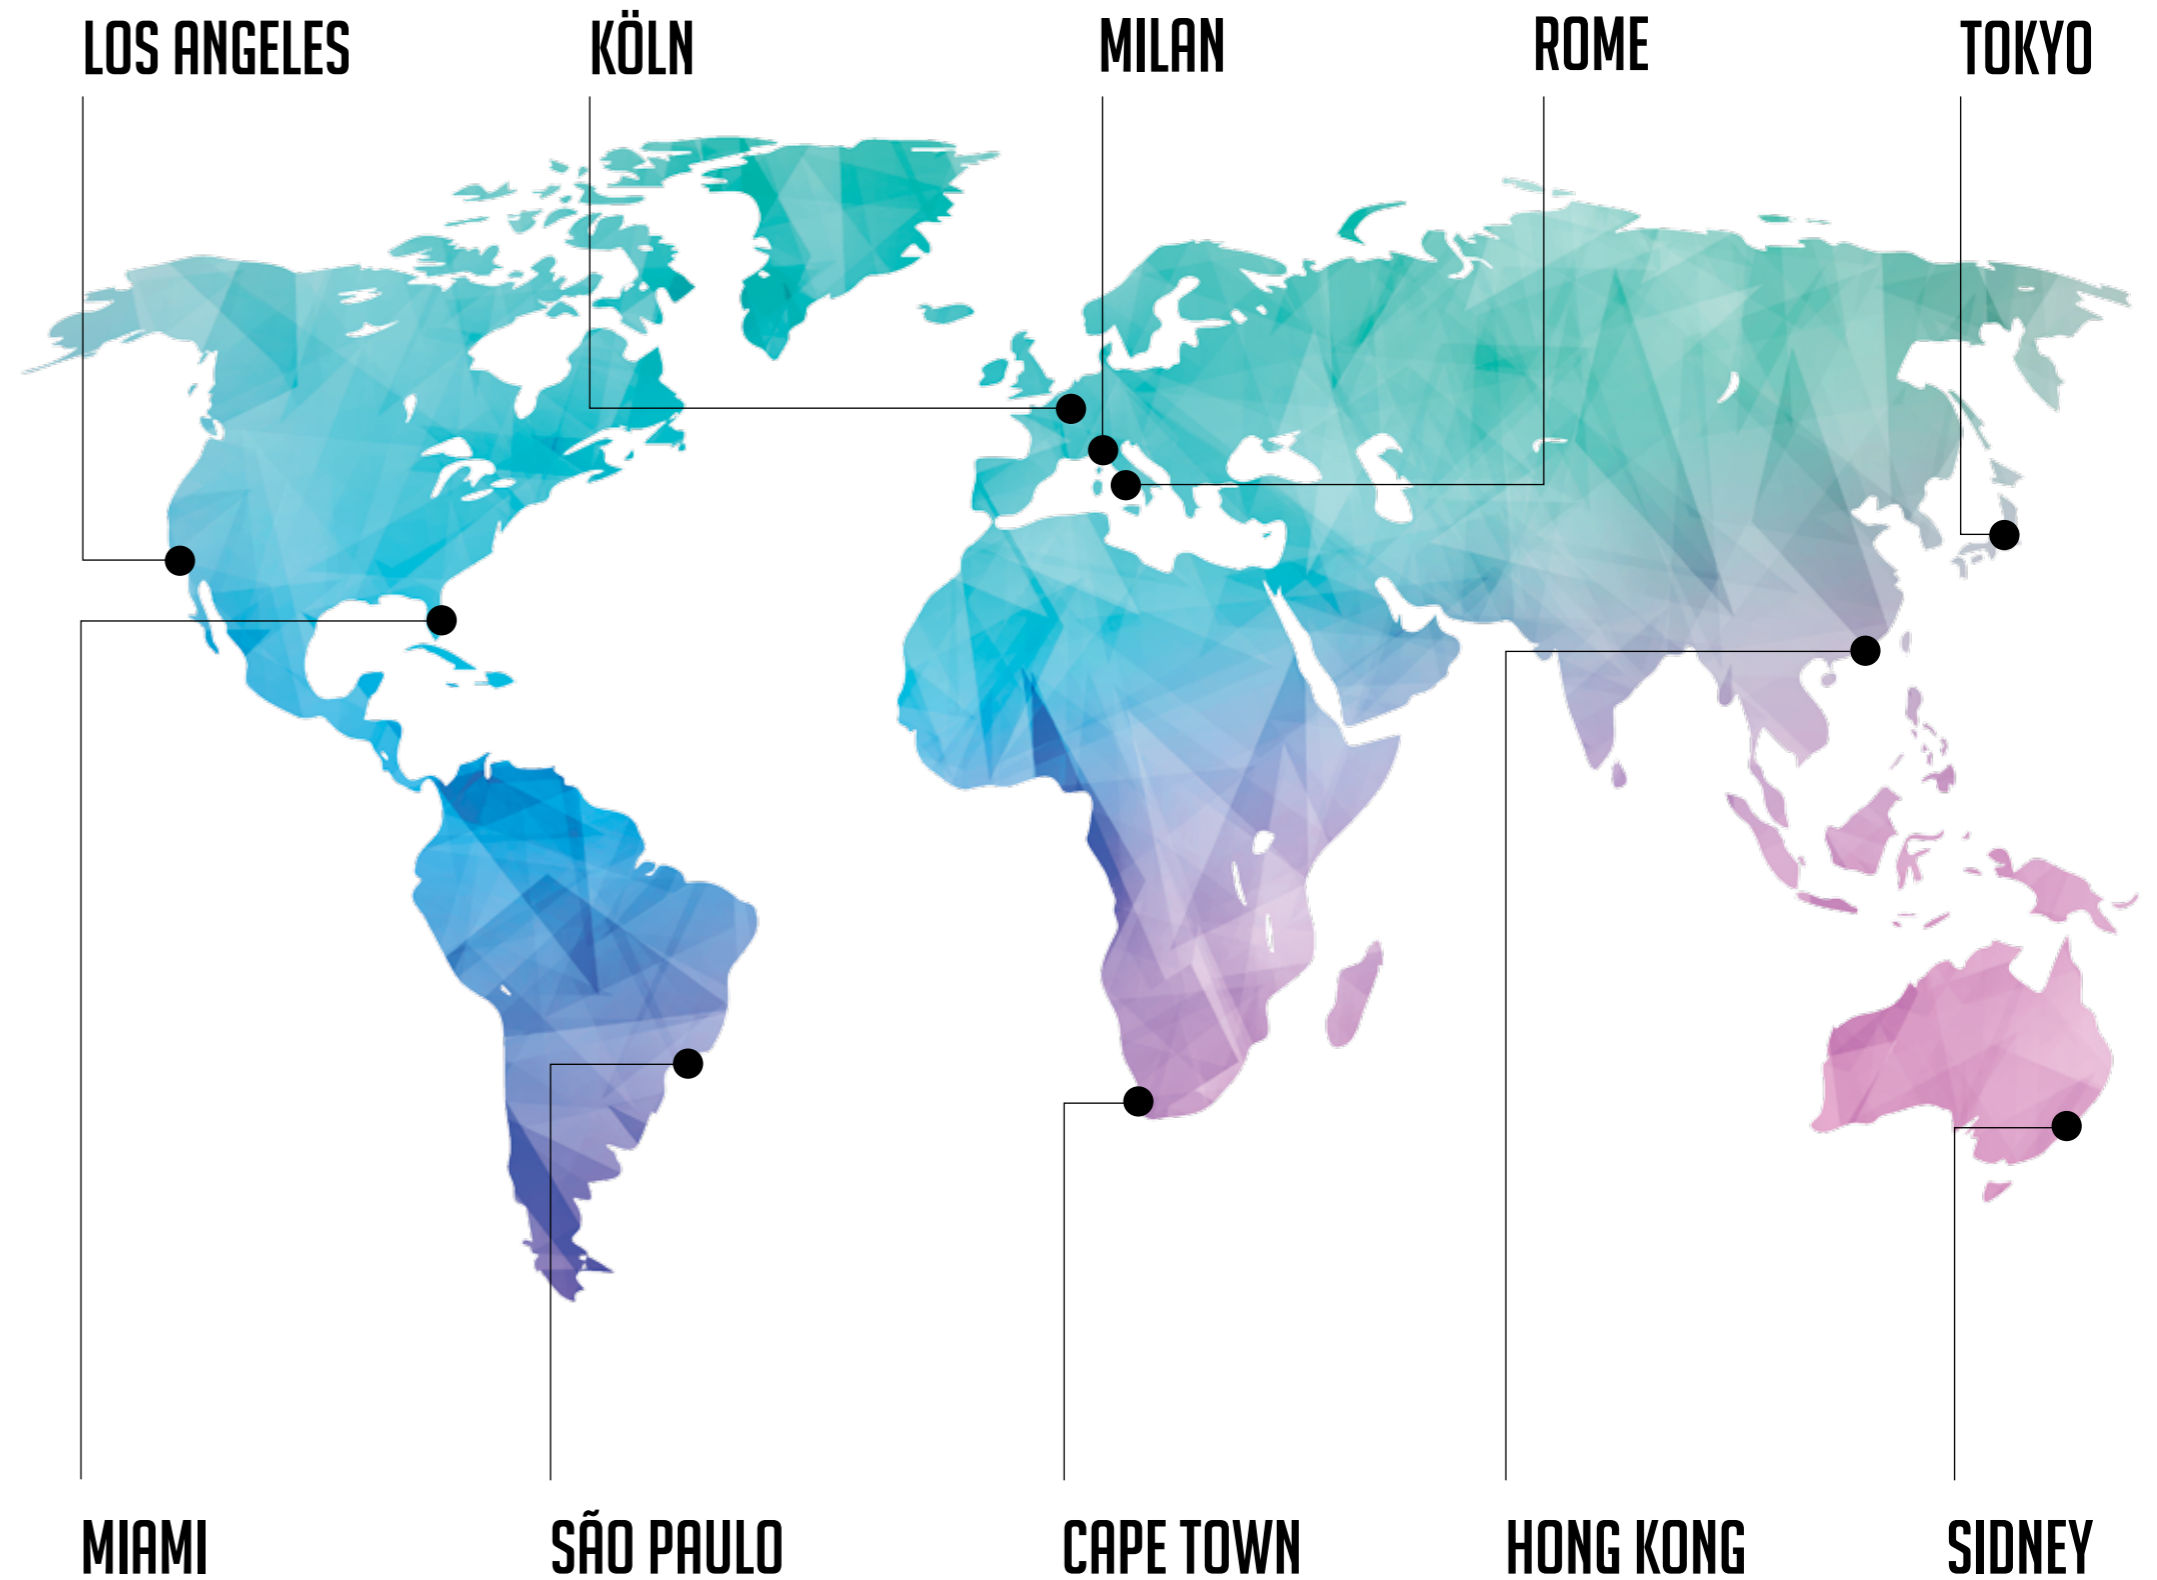 LOS ANGELES
KÖLN
MILAN
ROME
TOKYO
MIAMI
SÃO PAULO
CAPE TOWN
HONG KONG
SIDNEY